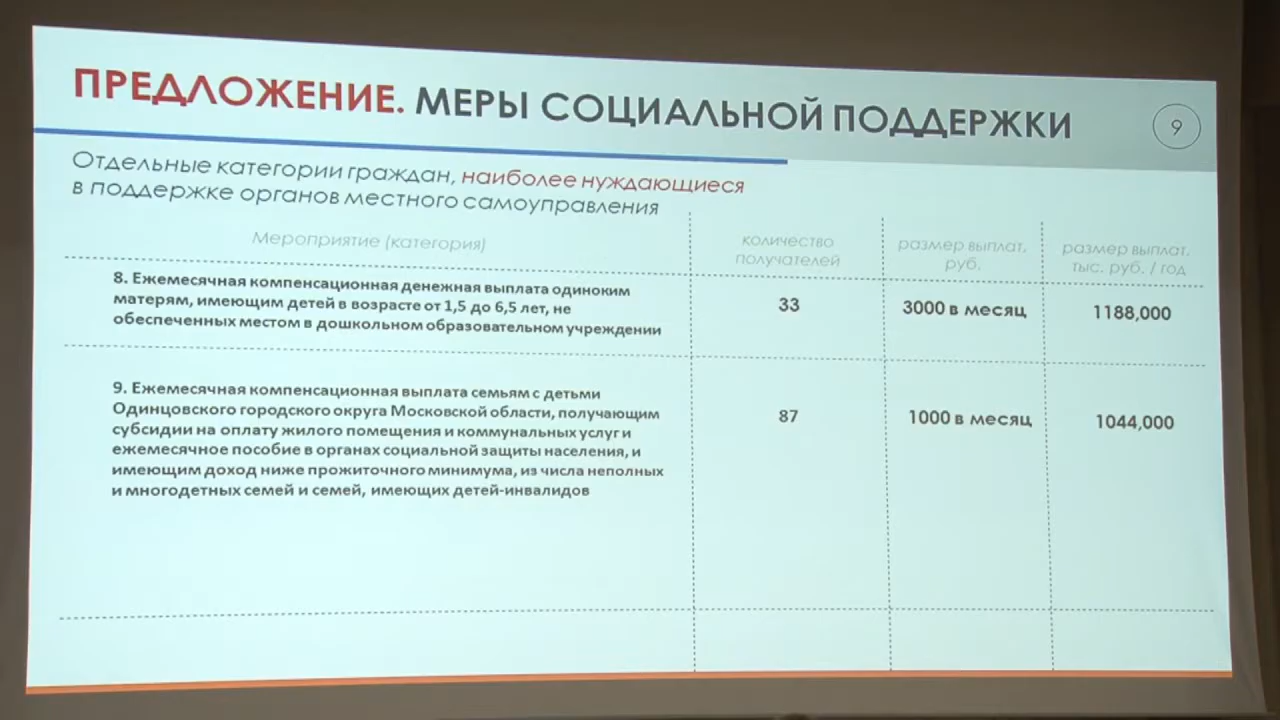 ПРЕДЛОЖЕНИЕ. МЕРЫ СОЦИАЛЬНОЙ ПОДДЕРЖКИ
9
Отдельные категории граждан, наиболее нуждающиеся
в поддержке органов местного самоуправления
Мероприятие (категория)
количество
получателей
размер выплат,
руб.
размер выплат,
тыс. руб. / год
8. Ежемесячная компенсационная денежная выплата одиноким
матерям, имеющим детей в возрасте от 1,5 до 6,5 лет, не
обеспеченных местом в дошкольном образовательном учреждении
33
3000 в месяц
1188,000
9. Ежемесячная компенсационная выплата семьям с детьми
Одинцовского городского округа Московской области, получающим
субсидии на оплату жилого помещения и коммунальных услуг и
ежемесячное пособие в органах социальной защиты населения, и
имеющим доход ниже прожиточного минимума, из числа неполных
и многодетных семей и семей, имеющих детей-инвалидов
87
1000 в месяц
1044,000